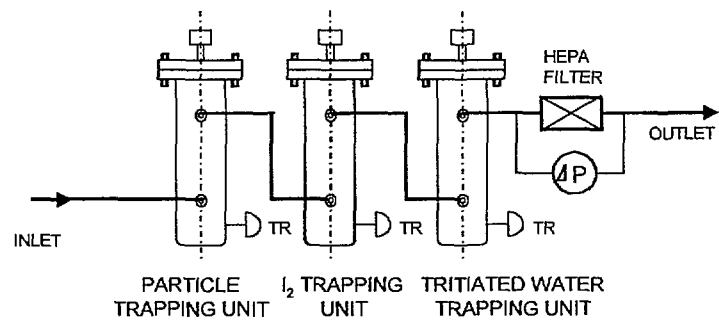 HEPA
FILTER
OUTLET
ΔP
INLET
TR
TR
TR
PARTICLE
TRAPPING UNIT
I₂ TRAPPING
UNIT
TRITIATED WATER
TRAPPING UNIT